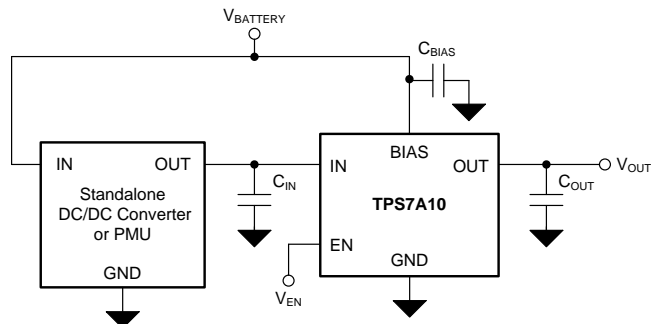 VBATTERY
CBIAS
IN
OUT
Standalone
DC/DC Converter
or PMU
GND
CIN
IN
BIAS
OUT
TPS7A10
EN
GND
VEN
COUT
VOUT